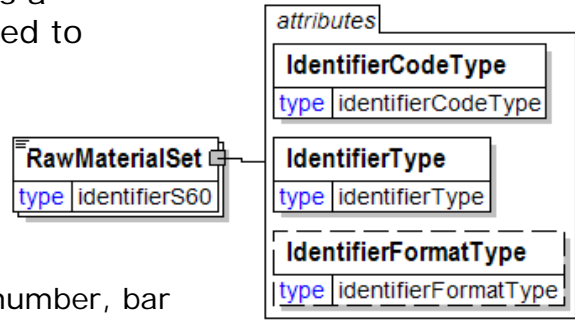 s a
ed to
attributes
IdentifierCodeType
type identifierCodeType
RawMaterialSet
type identifierS60
IdentifierType
type identifierType
IdentifierFormatType
type identifierFormatType
number, bar